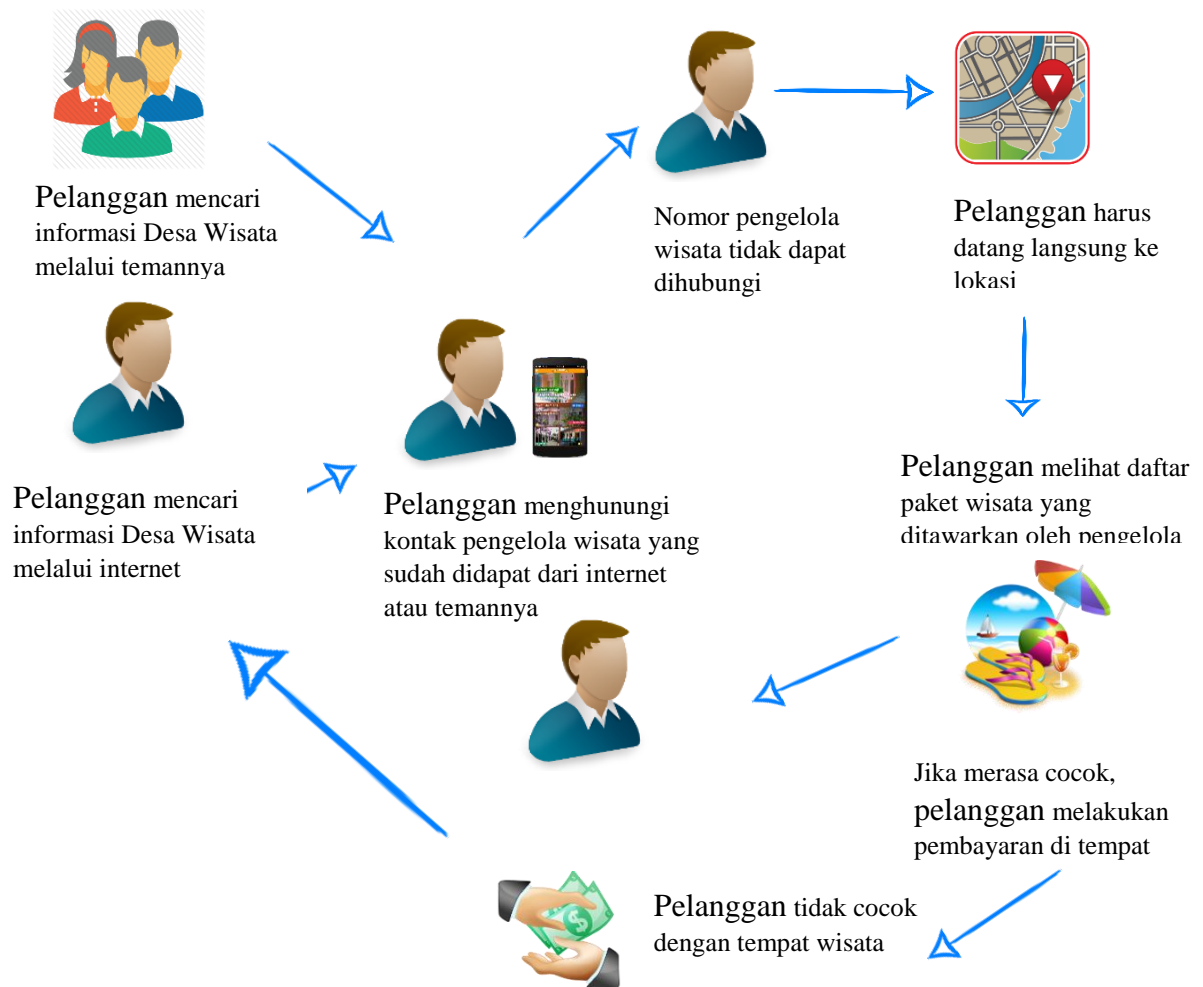 Pelanggan mencari
informasi Desa Wisata
melalui temannya
Nomor pengelola
wisata tidak dapat
dihubungi
Pelanggan harus
datang langsung ke
lokasi
Pelanggan mencari
informasi Desa Wisata
melalui internet
Pelanggan menghunungi
kontak pengelola wisata yang
sudah didapat dari internet
atau temannya
Pelanggan melihat daftar
paket wisata yang
ditawarkan oleh pengelola
Jika merasa cocok,
pelanggan melakukan
pembayaran di tempat
Pelanggan tidak cocok
dengan tempat wisata